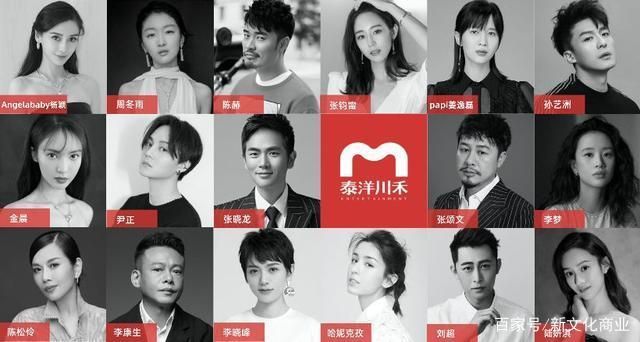 Angelababy杨颖
周冬雨
陈赫
张钧甯
papi姜逸磊
孙艺洲
金晨
尹正
张晓龙
泰洋川禾
ENTERTAINMENT
张颂文
李梦
陈松伶
李康生
李晓峰
哈妮克孜
刘超
陆妍淇
百家号/新文化商业